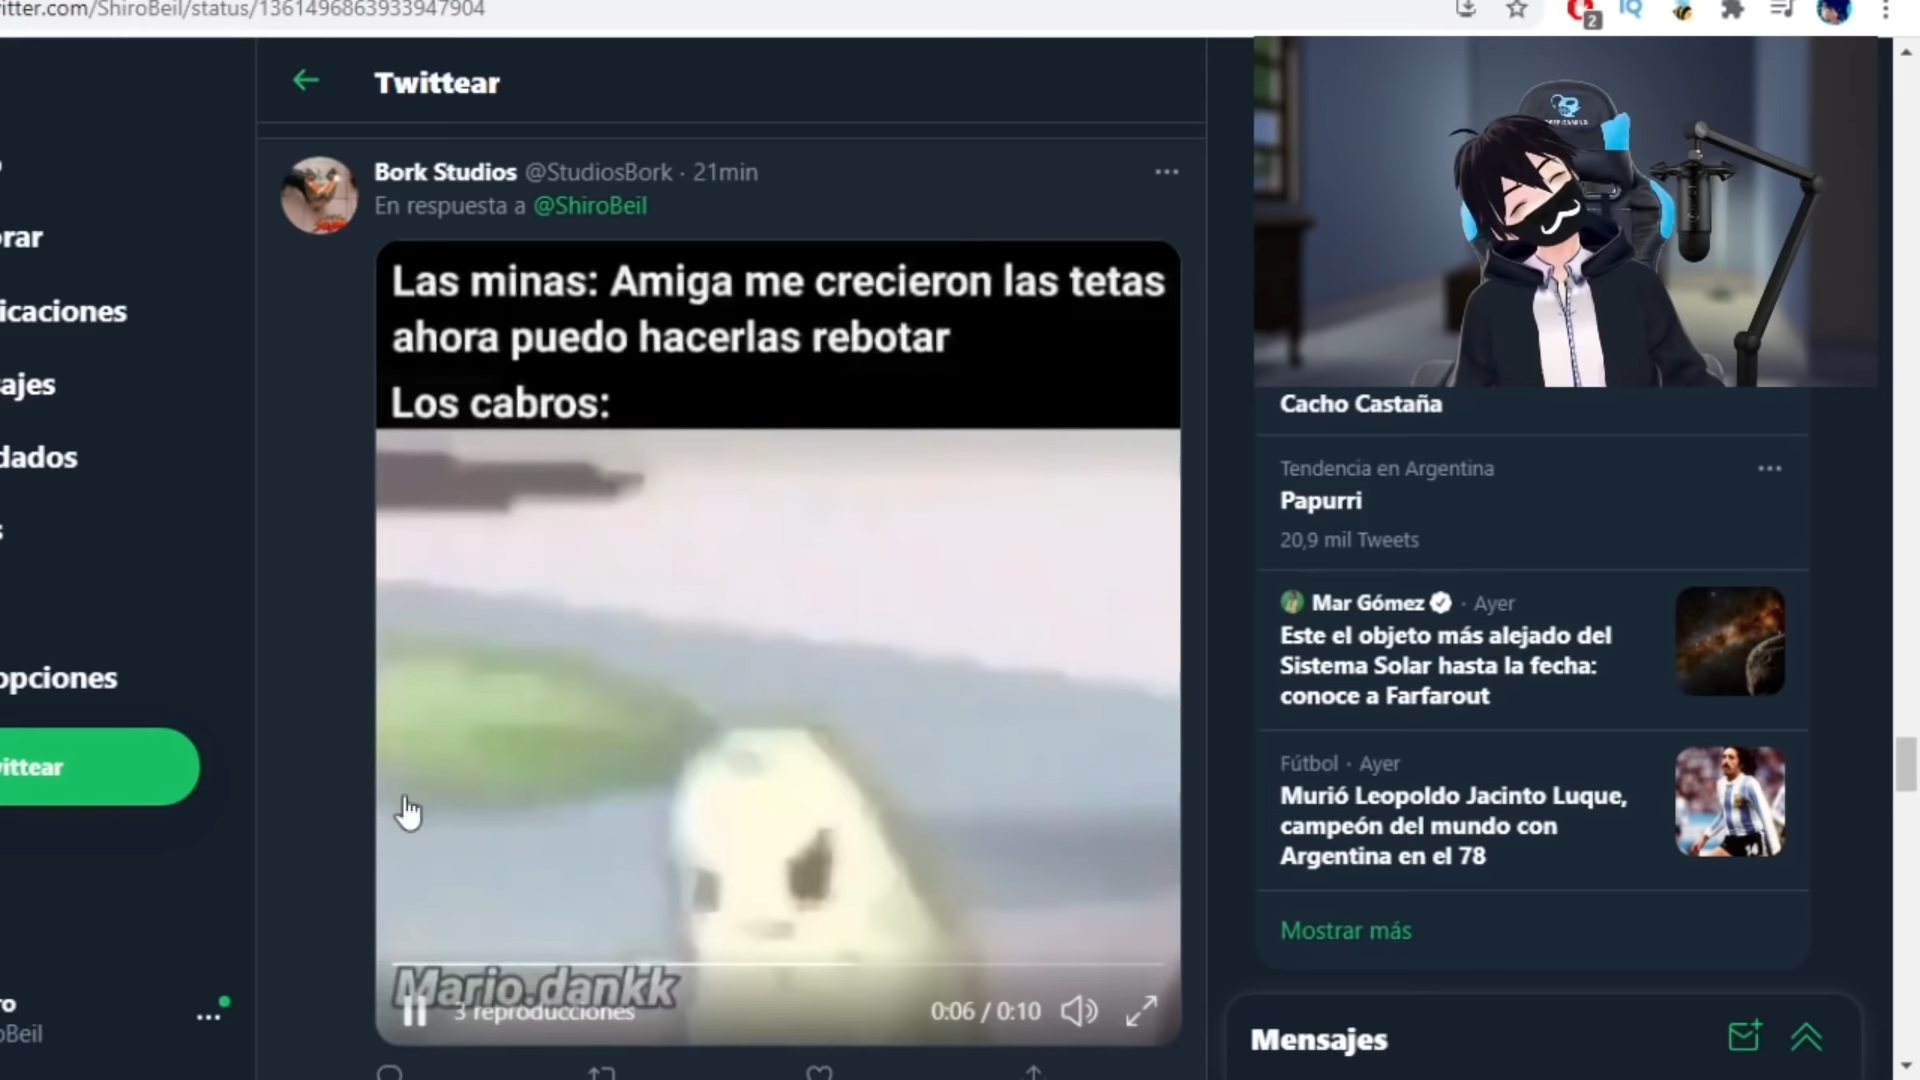 itter.com/ShiroBeil/status/1361496863933947904
2
Twittear
Bork Studios @StudiosBork · 21min
En respuesta a @ShiroBeil
Las minas: Amiga me crecieron las tetas
ahora puedo hacerlas rebotar
Los cabros:
Mario.dankk
3 reproducciones
0:06 / 0:10
rar
icaciones
ajes
dados
s
opciones
vittear
ro
oBeil
Cacho Castaña
Tendencia en Argentina
Papurri
20,9 mil Tweets
Mar Gómez · Ayer
Este el objeto más alejado del
Sistema Solar hasta la fecha:
conoce a Farfarout
Fútbol · Ayer
Murió Leopoldo Jacinto Luque,
campeón del mundo con
Argentina en el 78
14
Mostrar más
Mensajes